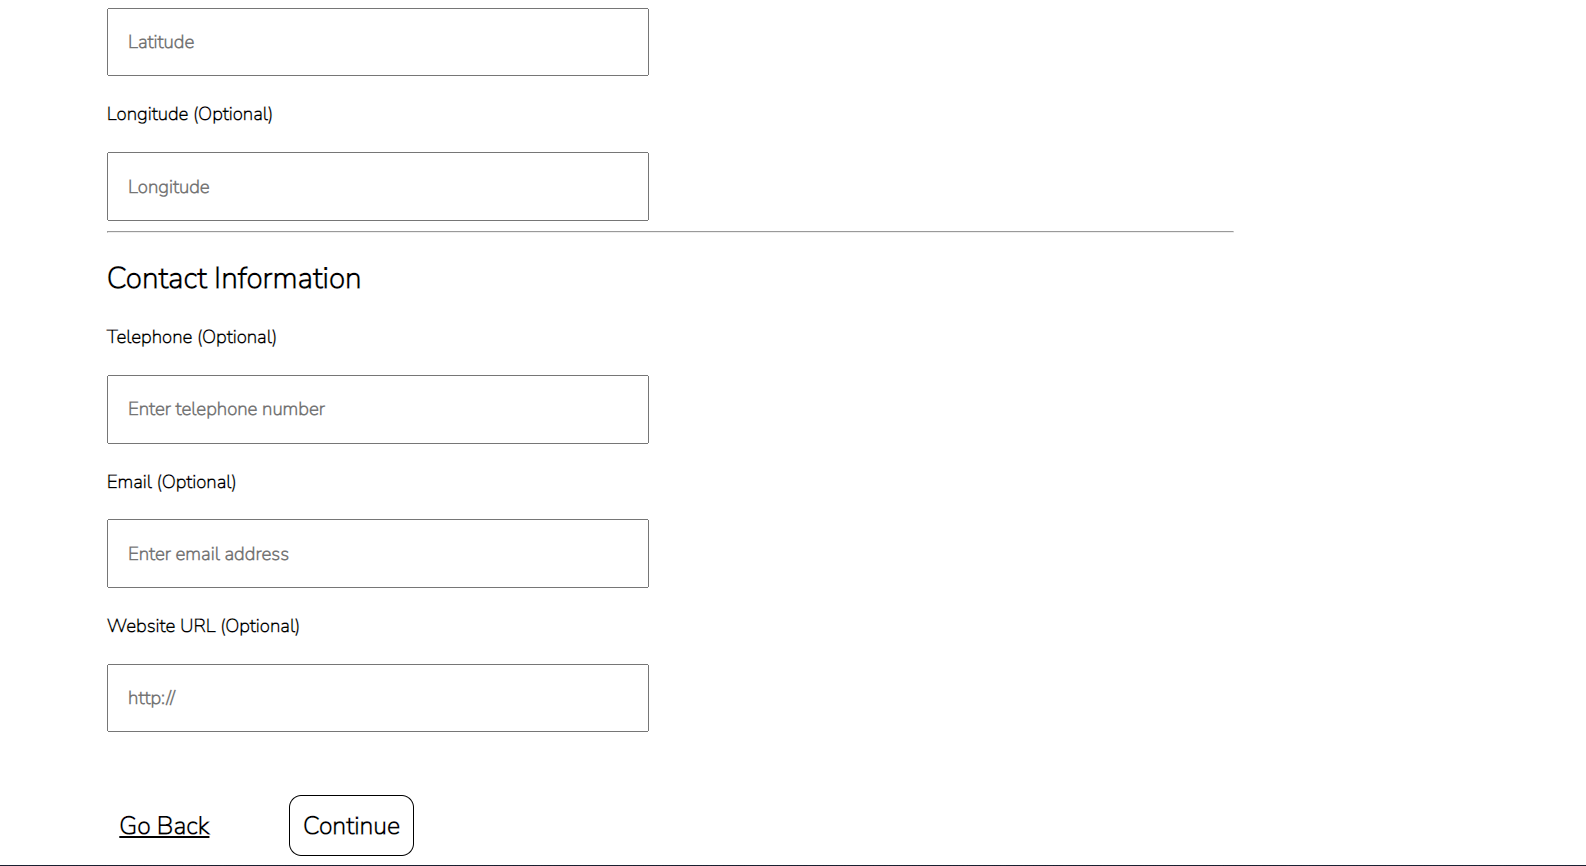 Latitude
Longitude (Optional)
Longitude
Contact Information
Telephone (Optional)
Enter telephone number
Email (Optional)
Enter email address
Website URL (Optional)
http://
Go Back
Continue